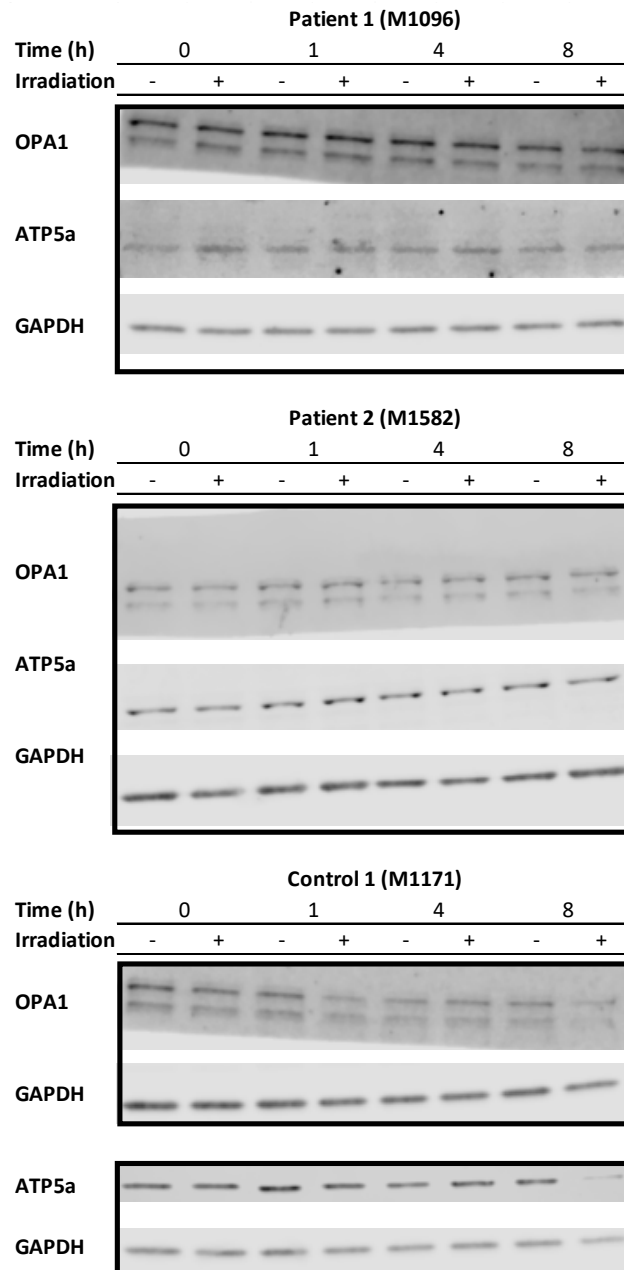 Patient 1 (M1096)
Time (h) 0 1 4 8
Irradiation - + - + - + - +
OPA1
ATP5a
GAPDH
Patient 2 (M1582)
Time (h) 0 1 4 8
Irradiation - + - + - + - +
OPA1
ATP5a
GAPDH
Control 1 (M1171)
Time (h) 0 1 4 8
Irradiation - + - + - + - +
OPA1
GAPDH
ATP5a
GAPDH